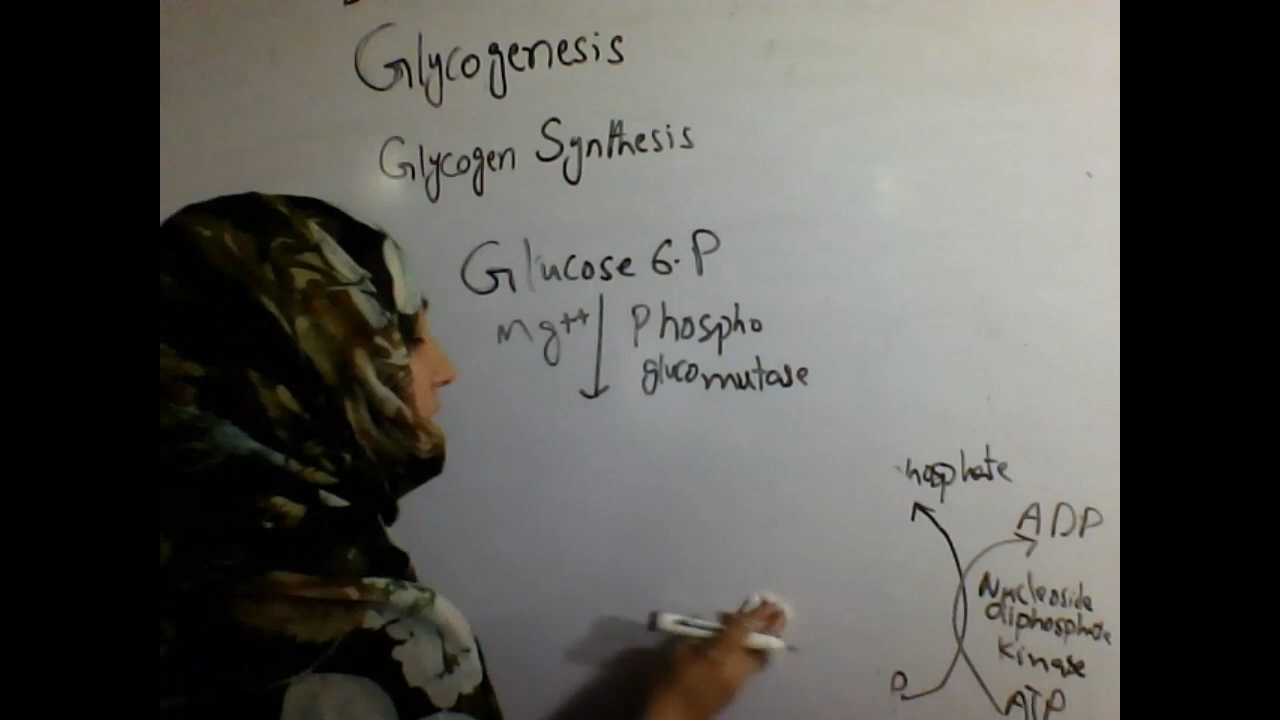 Glycogenesis
Glycogen Synthesis
Glucose 6-P
Mg++ Phospho
glucomutase
hosphate
ADP
Nucleoside
diphosphate
Kinase
P
ATP